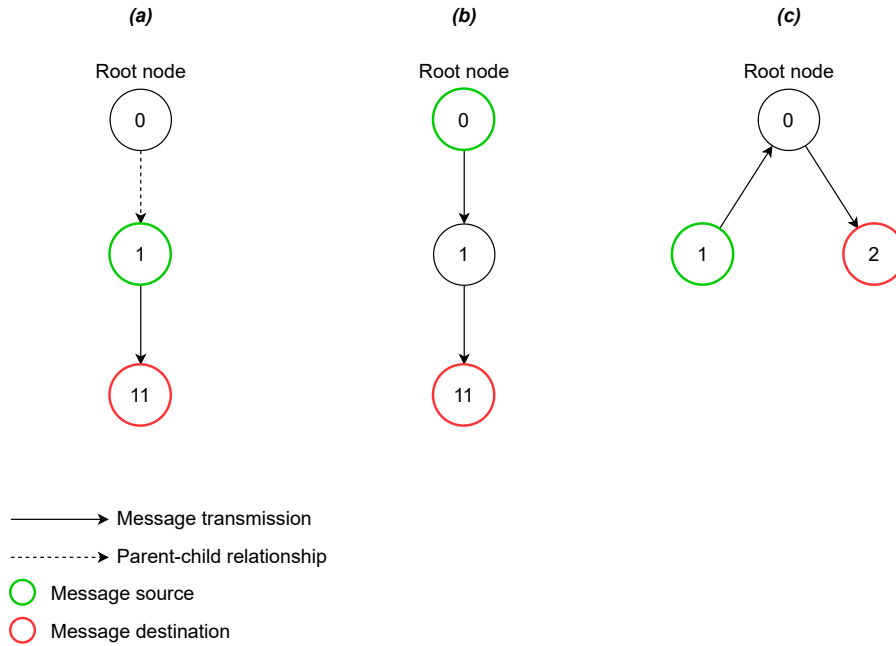 (a)
(b)
(c)
Root node
Root node
Root node
0
0
0
1
1
1
2
11
11
Message transmission
Parent-child relationship
Message source
Message destination